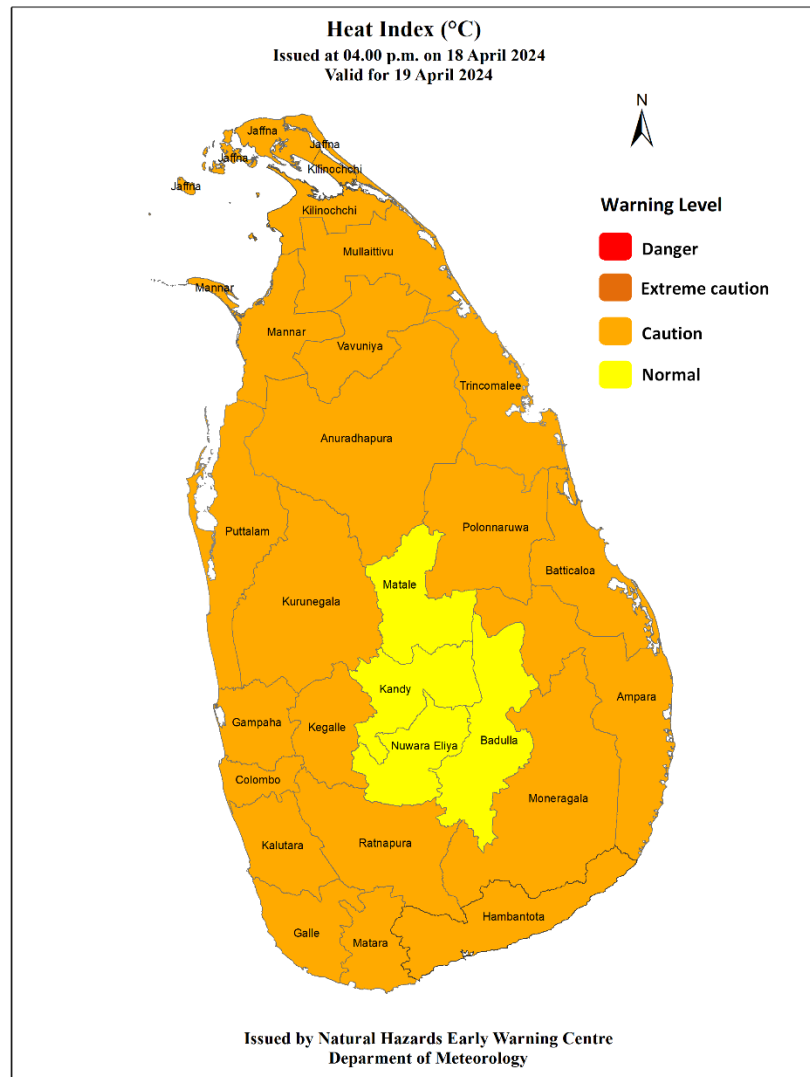 Heat Index (°C)
Issued at 04.00 p.m. on 18 April 2024
Valid for 19 April 2024
N
Warning Level
Danger
Extreme caution
Caution
Normal
Jaffna
Jaffna
Jaffna
Kilinochchi
Jaffna
Kilinochchi
Mullaittivu
Mannar
Mannar
Vavuniya
Trincomalee
Anuradhapura
Polonnaruwa
Puttalam
Batticaloa
Matale
Kurunegala
Kandy
Ampara
Gampaha
Kegalle
Nuwara Eliya
Badulla
Colombo
Moneragala
Kalutara
Ratnapura
Hambantota
Galle
Matara
Issued by Natural Hazards Early Warning Centre
Deparment of Meteorology